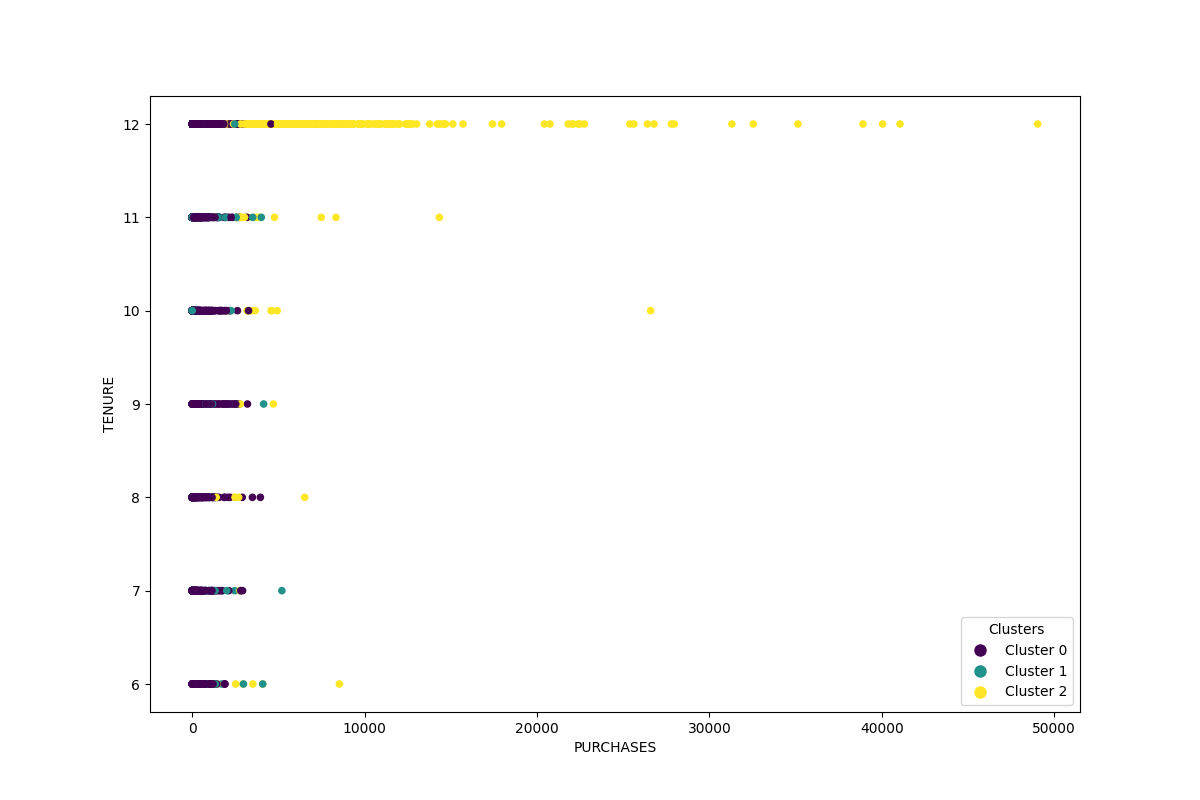 12
11
10
9
8
7
6
TENURE
0 10000 20000 30000 40000 50000
PURCHASES
Clusters
Cluster 0
Cluster 1
Cluster 2